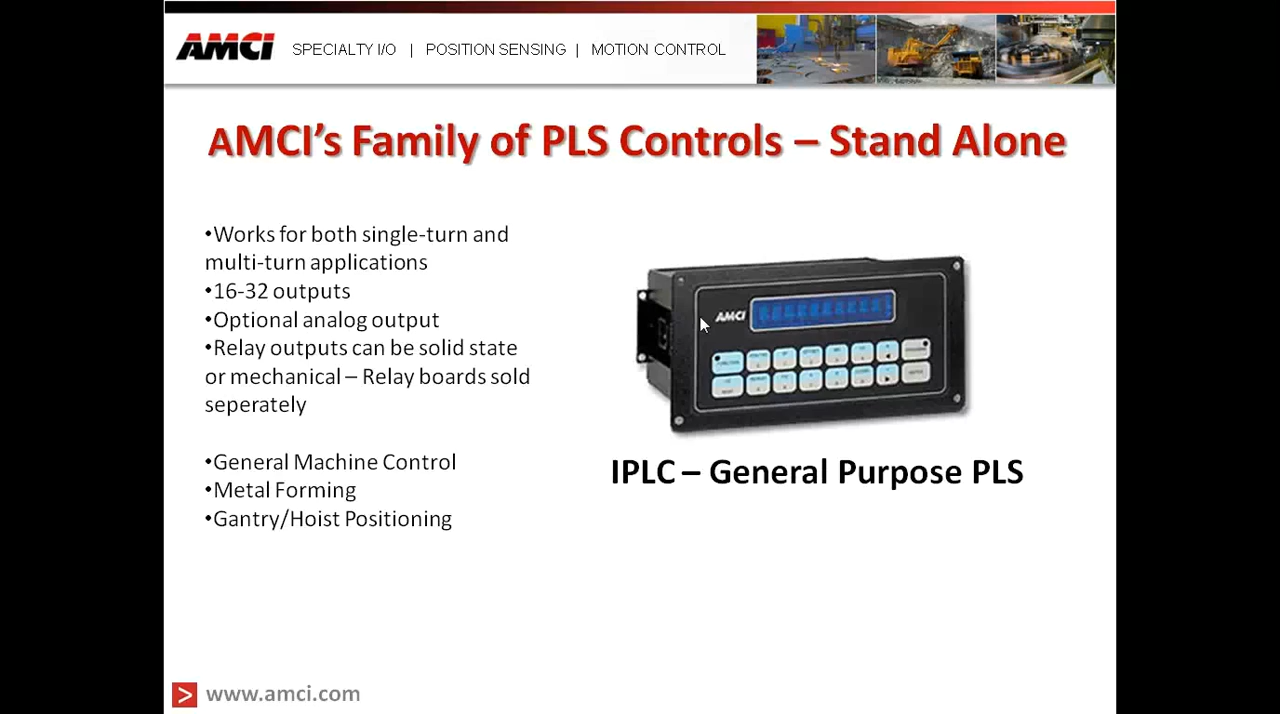 AMCI SPECIALTY I/O | POSITION SENSING | MOTION CONTROL
AMCI’s Family of PLS Controls – Stand Alone
•Works for both single-turn and
multi-turn applications
•16-32 outputs
•Optional analog output
•Relay outputs can be solid state
or mechanical – Relay boards sold
seperately
•General Machine Control
•Metal Forming
•Gantry/Hoist Positioning
AMCI
IPLC – General Purpose PLS
> www.amci.com